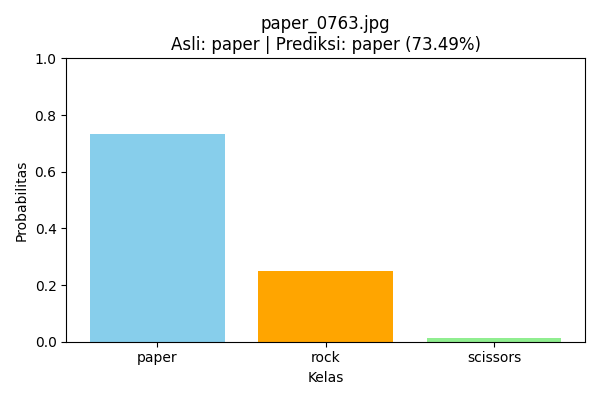 paper_0763.jpg
Asli: paper | Prediksi: paper (73.49%)
1.0
0.8
0.6
0.4
0.2
0.0
Probabilitas
paper
rock
scissors
Kelas